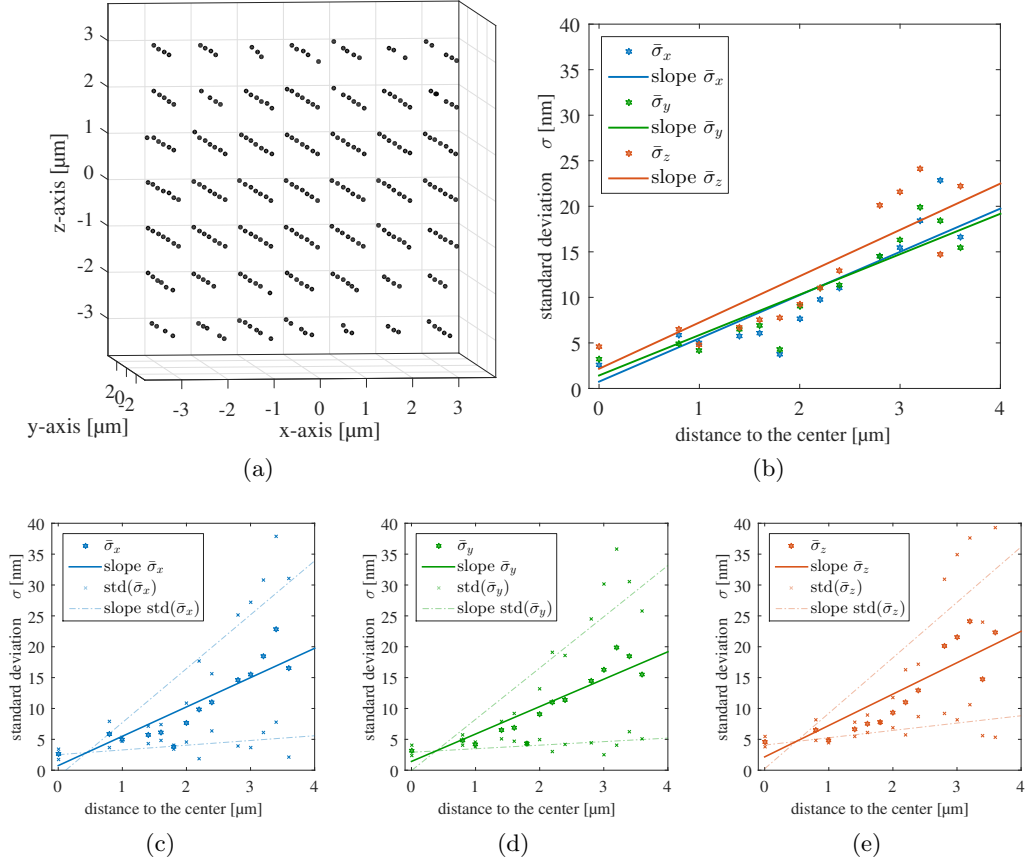 3
2
1
0
-1
-2
-3
z-axis [µm]
2
0
-2
y-axis [µm]
-3 -2 -1 0 1 2 3
x-axis [µm]
(a)
40
35
30
25
20
15
10
5
0
standard deviation σ [nm]
σ̄x
slope σ̄x
σ̄y
slope σ̄y
σ̄z
slope σ̄z
0 1 2 3 4
distance to the center [µm]
(b)
40
35
30
25
20
15
10
5
0
standard deviation σ [nm]
σ̄x
slope σ̄x
std(σ̄x)
slope std(σ̄x)
0 1 2 3 4
distance to the center [µm]
(c)
40
35
30
25
20
15
10
5
0
standard deviation σ [nm]
σ̄y
slope σ̄y
std(σ̄y)
slope std(σ̄y)
0 1 2 3 4
distance to the center [µm]
(d)
40
35
30
25
20
15
10
5
0
standard deviation σ [nm]
σ̄z
slope σ̄z
std(σ̄z)
slope std(σ̄z)
0 1 2 3 4
distance to the center [µm]
(e)